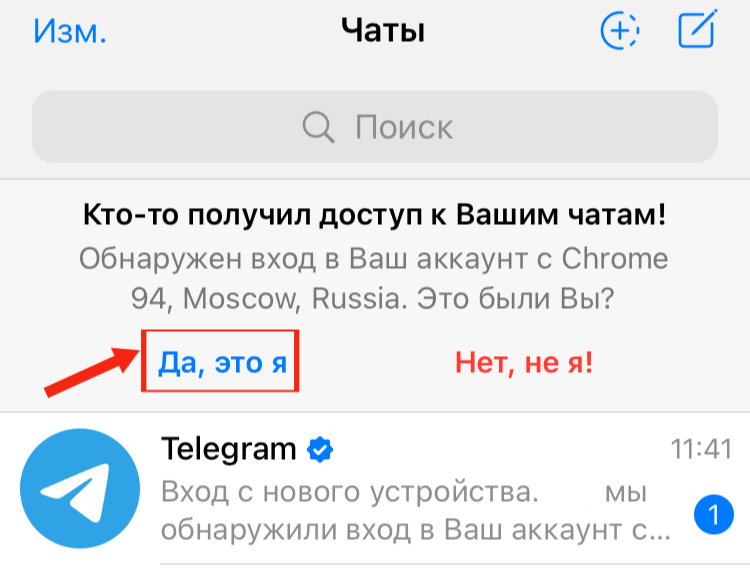 Изм. Чаты
Поиск
Кто-то получил доступ к Вашим чатам!
Обнаружен вход в Ваш аккаунт с Chrome
94, Moscow, Russia. Это были Вы?
Да, это я Нет, не я!
Telegram 11:41
Вход с нового устройства. мы
обнаружили вход в Ваш аккаунт с...
1